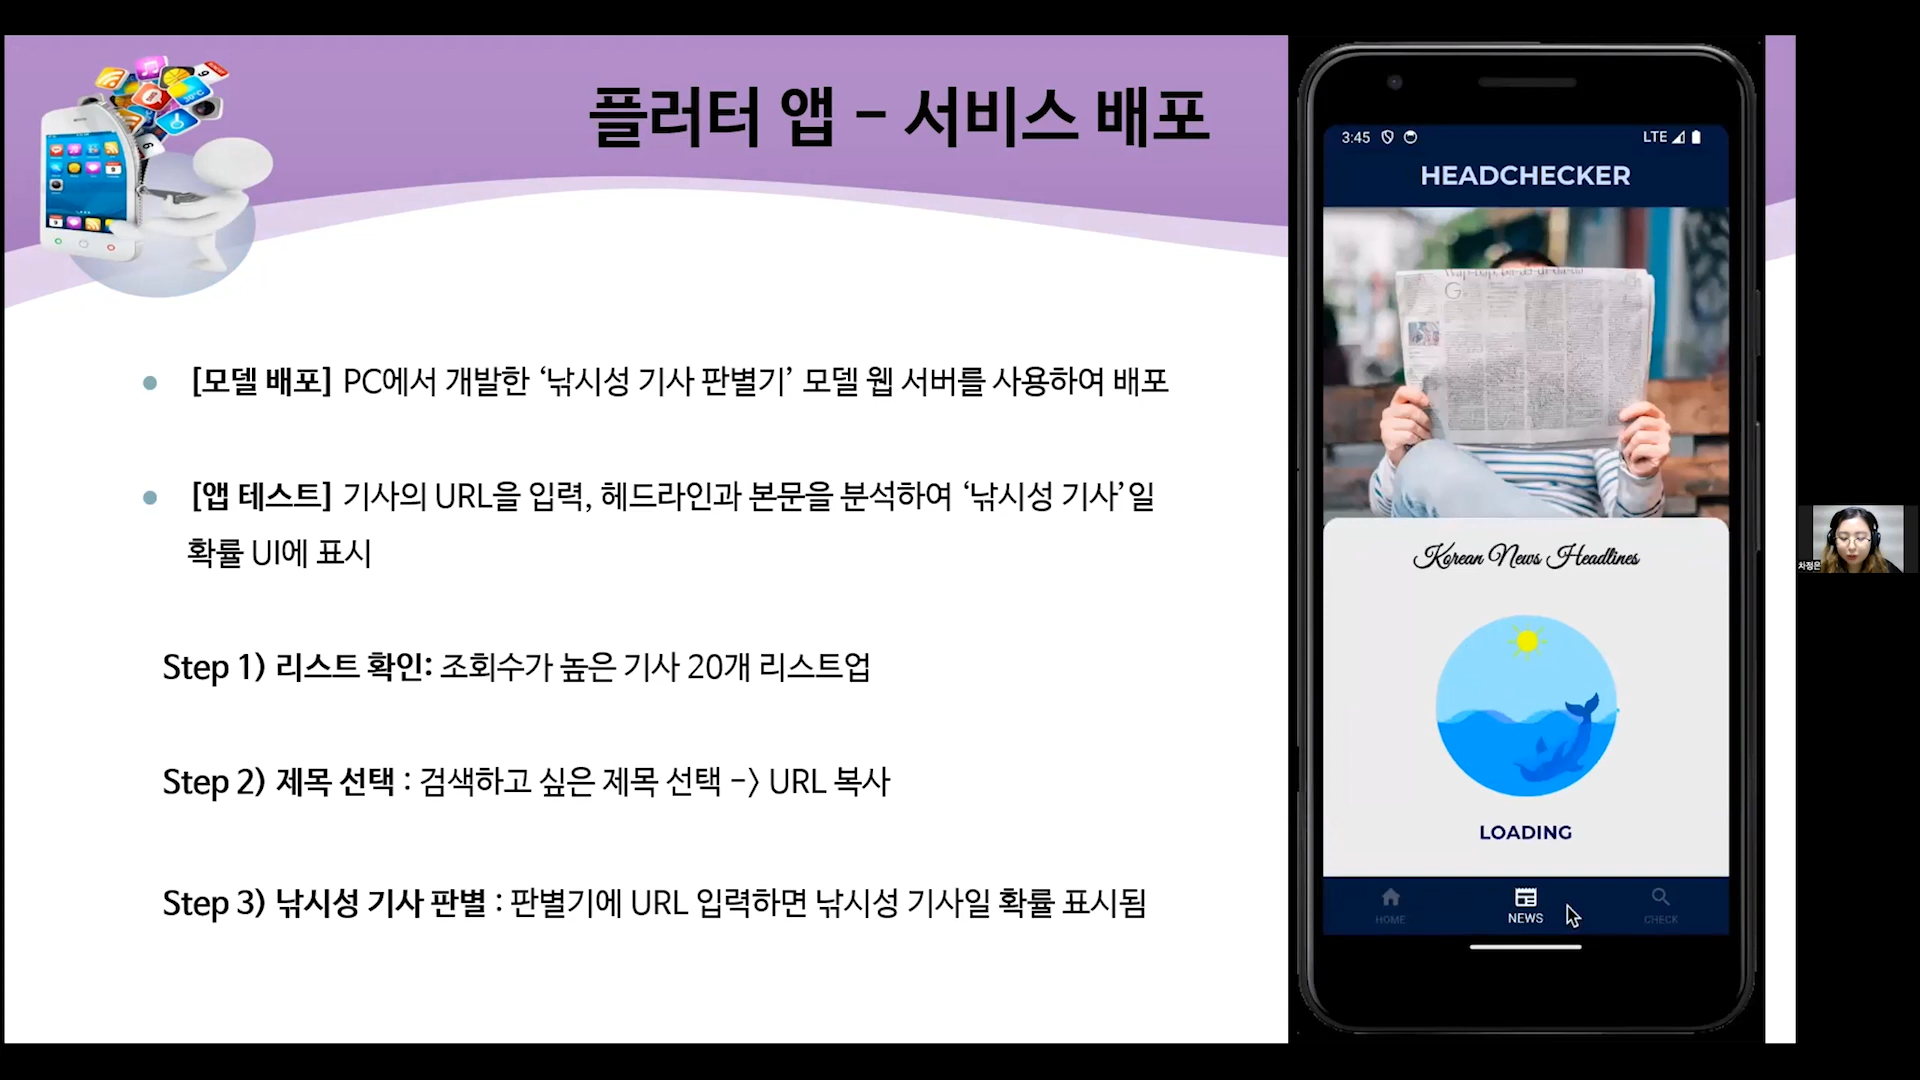 플러터 앱 - 서비스 배포
[모델 배포] PC에서 개발한 ‘낚시성 기사 판별기’ 모델 웹 서버를 사용하여 배포
[앱 테스트] 기사의 URL을 입력, 헤드라인과 본문을 분석하여 ‘낚시성 기사’일
확률 UI에 표시
Step 1) 리스트 확인: 조회수가 높은 기사 20개 리스트업
Step 2) 제목 선택 : 검색하고 싶은 제목 선택 -> URL 복사
Step 3) 낚시성 기사 판별 : 판별기에 URL 입력하면 낚시성 기사일 확률 표시됨
3:45 LTE
HEADCHECKER
Korean News Headlines
LOADING
HOME NEWS CHECK
차정은